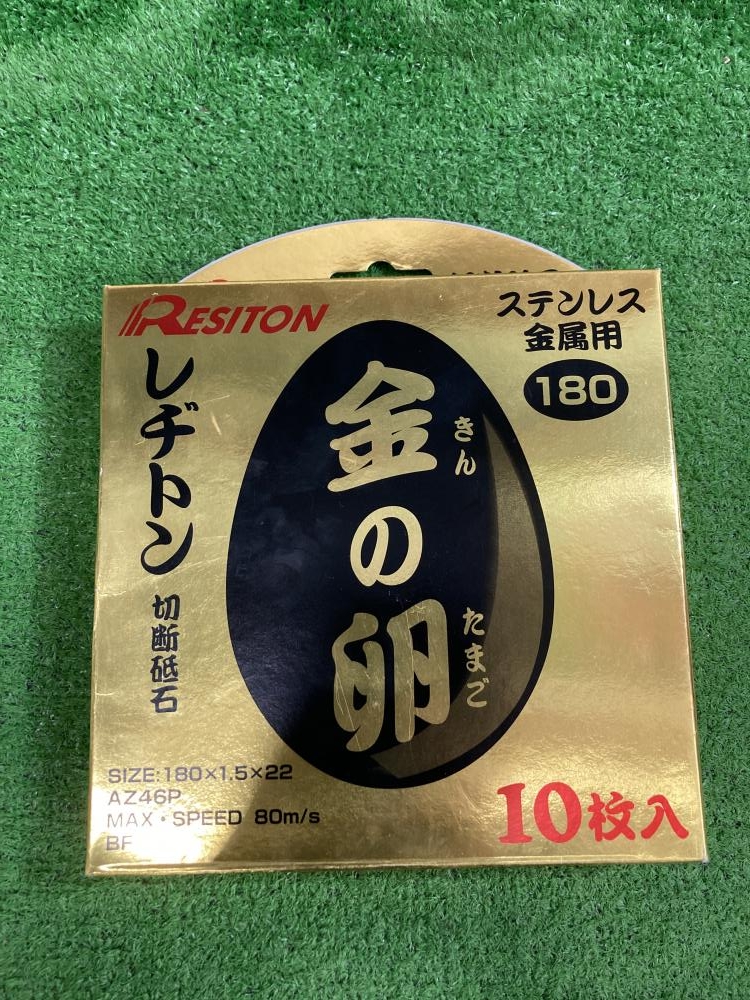 RESITON
レヂトン
切断砥石
ステンレス
金属用
180
金の卵
きん
たまご
SIZE:180×1.5×22
AZ46P
MAX・SPEED 80m/s
BF
10枚入